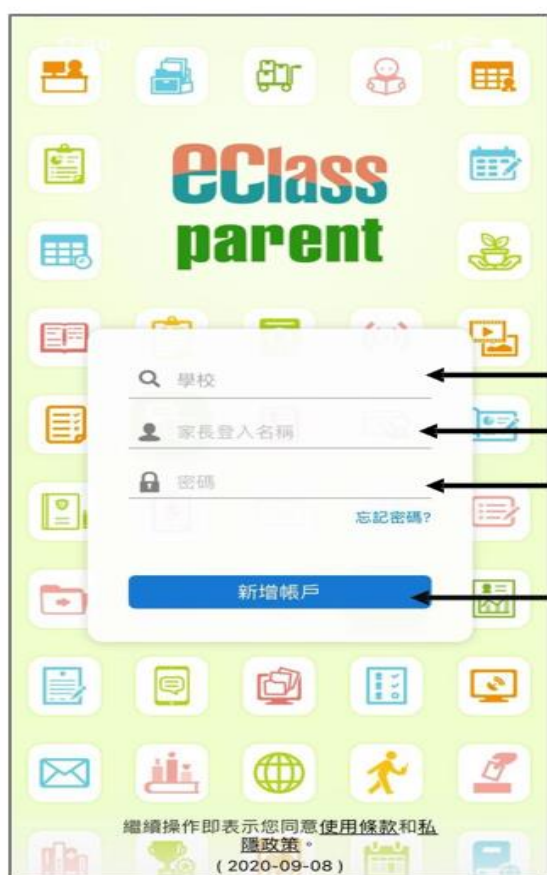 eClass
parent
學校
家長登入名稱
密碼
忘記密碼?
新增帳戶
繼續操作即表示您同意使用條款和私
隱政策。
(2020-09-08)